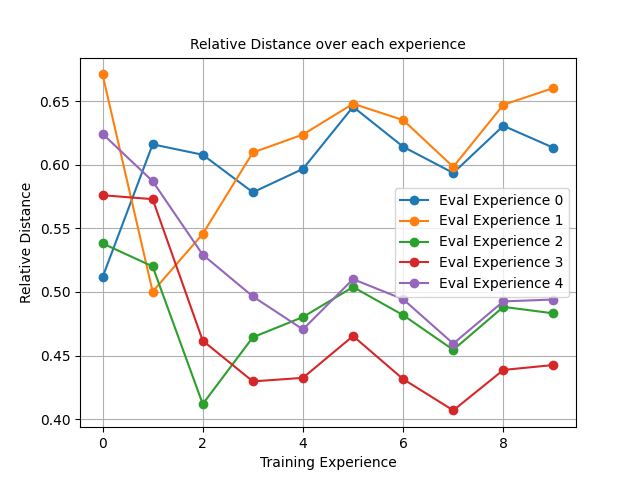 Relative Distance over each experience
0.65
0.60
0.55
0.50
0.45
0.40
Relative Distance
Eval Experience 0
Eval Experience 1
Eval Experience 2
Eval Experience 3
Eval Experience 4
0 2 4 6 8
Training Experience